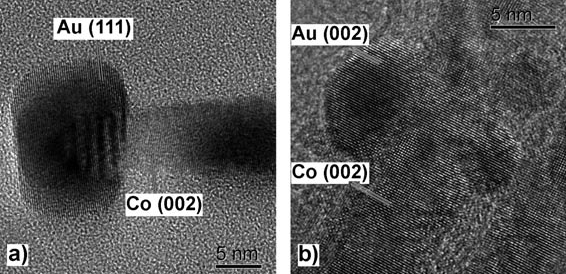 Au (111)
Co (002)
5 nm
a)
5 nm
Au (002)
Co (002)
b)